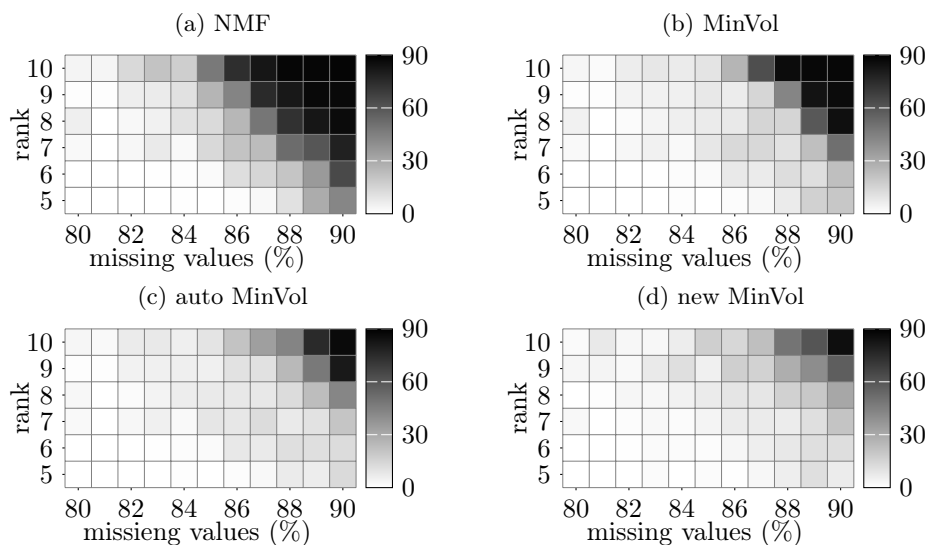 (a) NMF
rank
10
9
8
7
6
5
80 82 84 86 88 90
missing values (%)
90
60
30
0
(b) MinVol
rank
10
9
8
7
6
5
80 82 84 86 88 90
missing values (%)
90
60
30
0
(c) auto MinVol
rank
10
9
8
7
6
5
80 82 84 86 88 90
missieng values (%)
90
60
30
0
(d) new MinVol
rank
10
9
8
7
6
5
80 82 84 86 88 90
missing values (%)
90
60
30
0